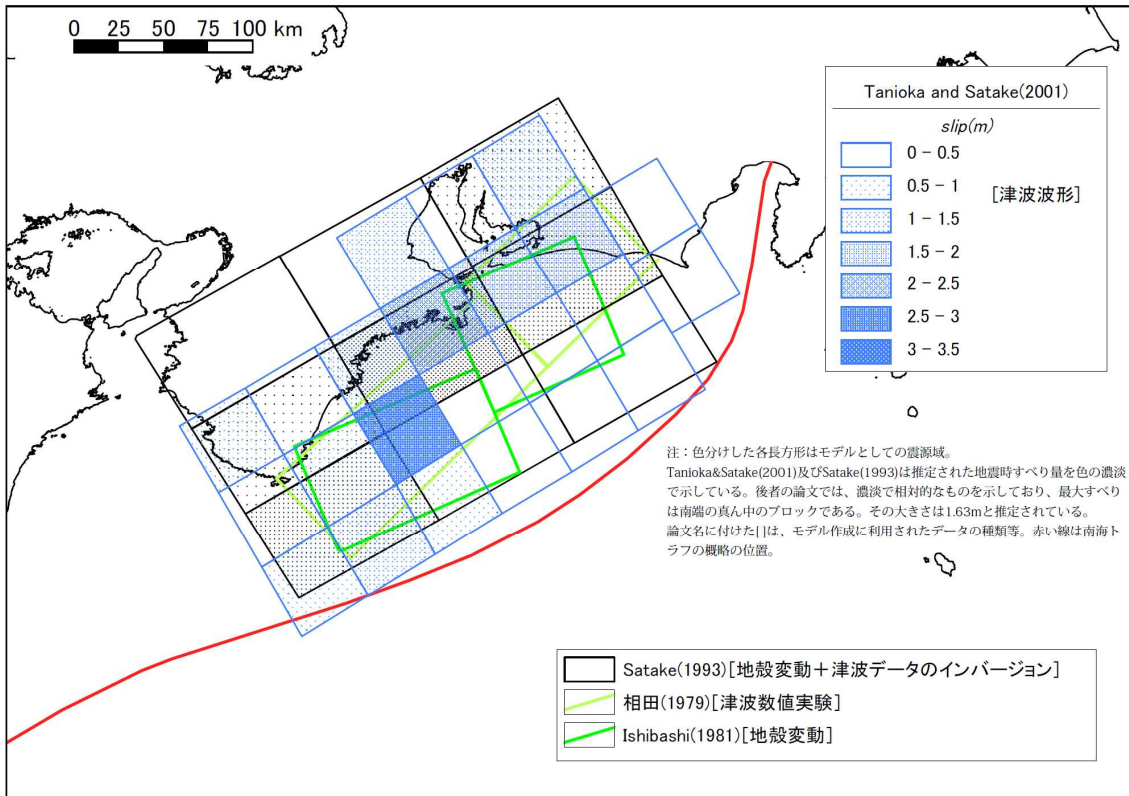 0 25 50 75 100 km
Tanioka and Satake(2001)
slip(m)
0 − 0.5
0.5 − 1
[津波波形]
1 − 1.5
1.5 − 2
2 − 2.5
2.5 − 3
3 − 3.5
注：色分けした各長方形はモデルとしての震源域。
Tanioka&Satake(2001)及びSatake(1993)は推定された地震時すべり量を色の濃淡
で示している。後者の論文では、濃淡で相対的なものを示しており、最大すべり
は南端の真ん中のブロックである。その大きさは1.63mと推定されている。
論文名に付けた[]は、モデル作成に利用されたデータの種類等。赤い線は南海ト
ラフの概略の位置。
Satake(1993)[地殻変動＋津波データのインバージョン]
相田(1979)[津波数値実験]
Ishibashi(1981)[地殻変動]